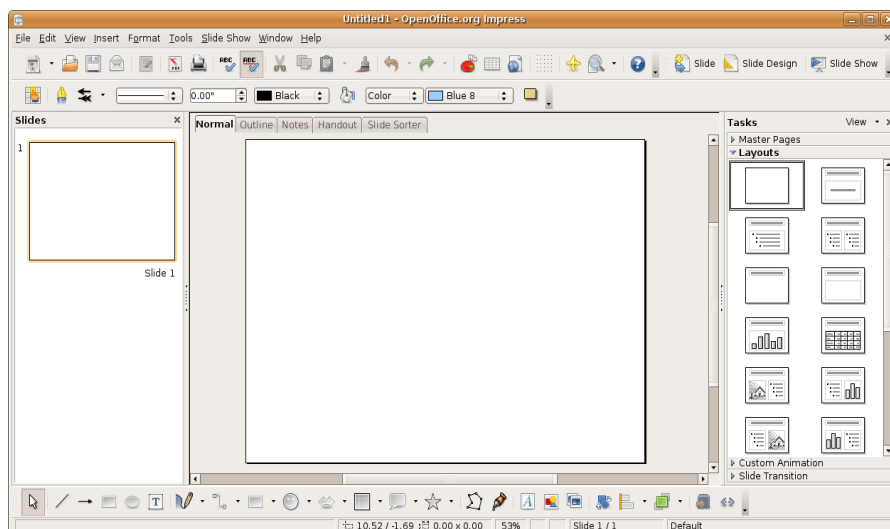 Untitled1 - OpenOffice.org Impress
File Edit View Insert Format Tools Slide Show Window Help
PDF ABC ABC Slide Slide Design Slide Show
0.00" Black Color Blue 8
Slides
Normal Outline Notes Handout Slide Sorter
Tasks View
Master Pages
Layouts
1
Slide 1
Custom Animation
Slide Transition
T A
10.52 / -1.69 0.00 x 0.00 53% Slide 1 / 1 Default